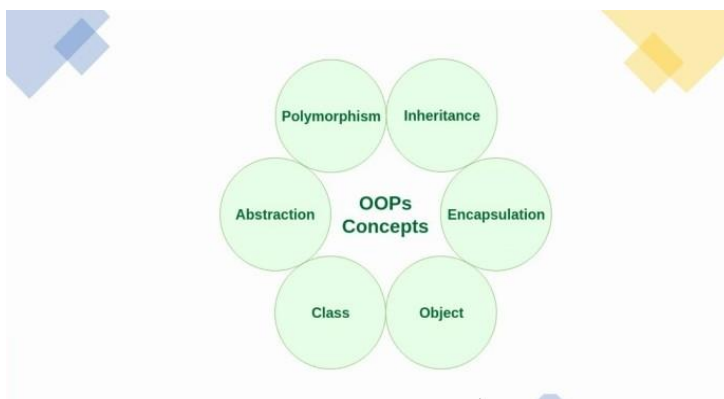 Polymorphism
Inheritance
Abstraction
OOPs
Concepts
Encapsulation
Class
Object